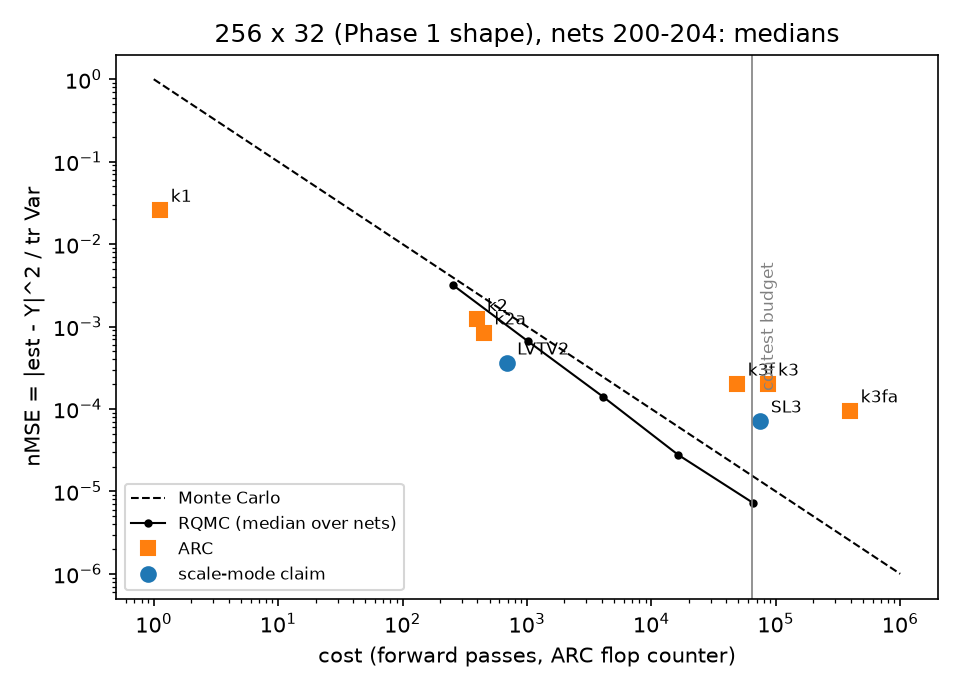 256 x 32 (Phase 1 shape), nets 200-204: medians
nMSE = |est - Y|^2 / tr Var
10^0
10^-1
10^-2
10^-3
10^-4
10^-5
10^-6
k1
k2
k2a
LVTV2
contest budget
k3f
k3
k3fa
SL3
Monte Carlo
RQMC (median over nets)
ARC
scale-mode claim
10^0
10^1
10^2
10^3
10^4
10^5
10^6
cost (forward passes, ARC flop counter)